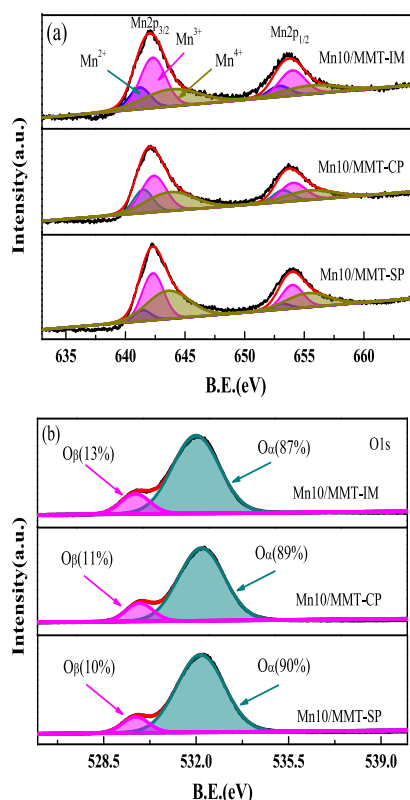 (a)
Mn2p3/2
Mn2p1/2
Mn2+
Mn3+
Mn4+
Mn10/MMT-IM
Mn10/MMT-CP
Mn10/MMT-SP
Intensity(a.u.)
635 640 645 650 655 660
B.E.(eV)
(b)
O1s
Oβ(13%)
Oα(87%)
Mn10/MMT-IM
Oβ(11%)
Oα(89%)
Mn10/MMT-CP
Oβ(10%)
Oα(90%)
Mn10/MMT-SP
Intensity(a.u.)
528.5 532.0 535.5 539.0
B.E.(eV)